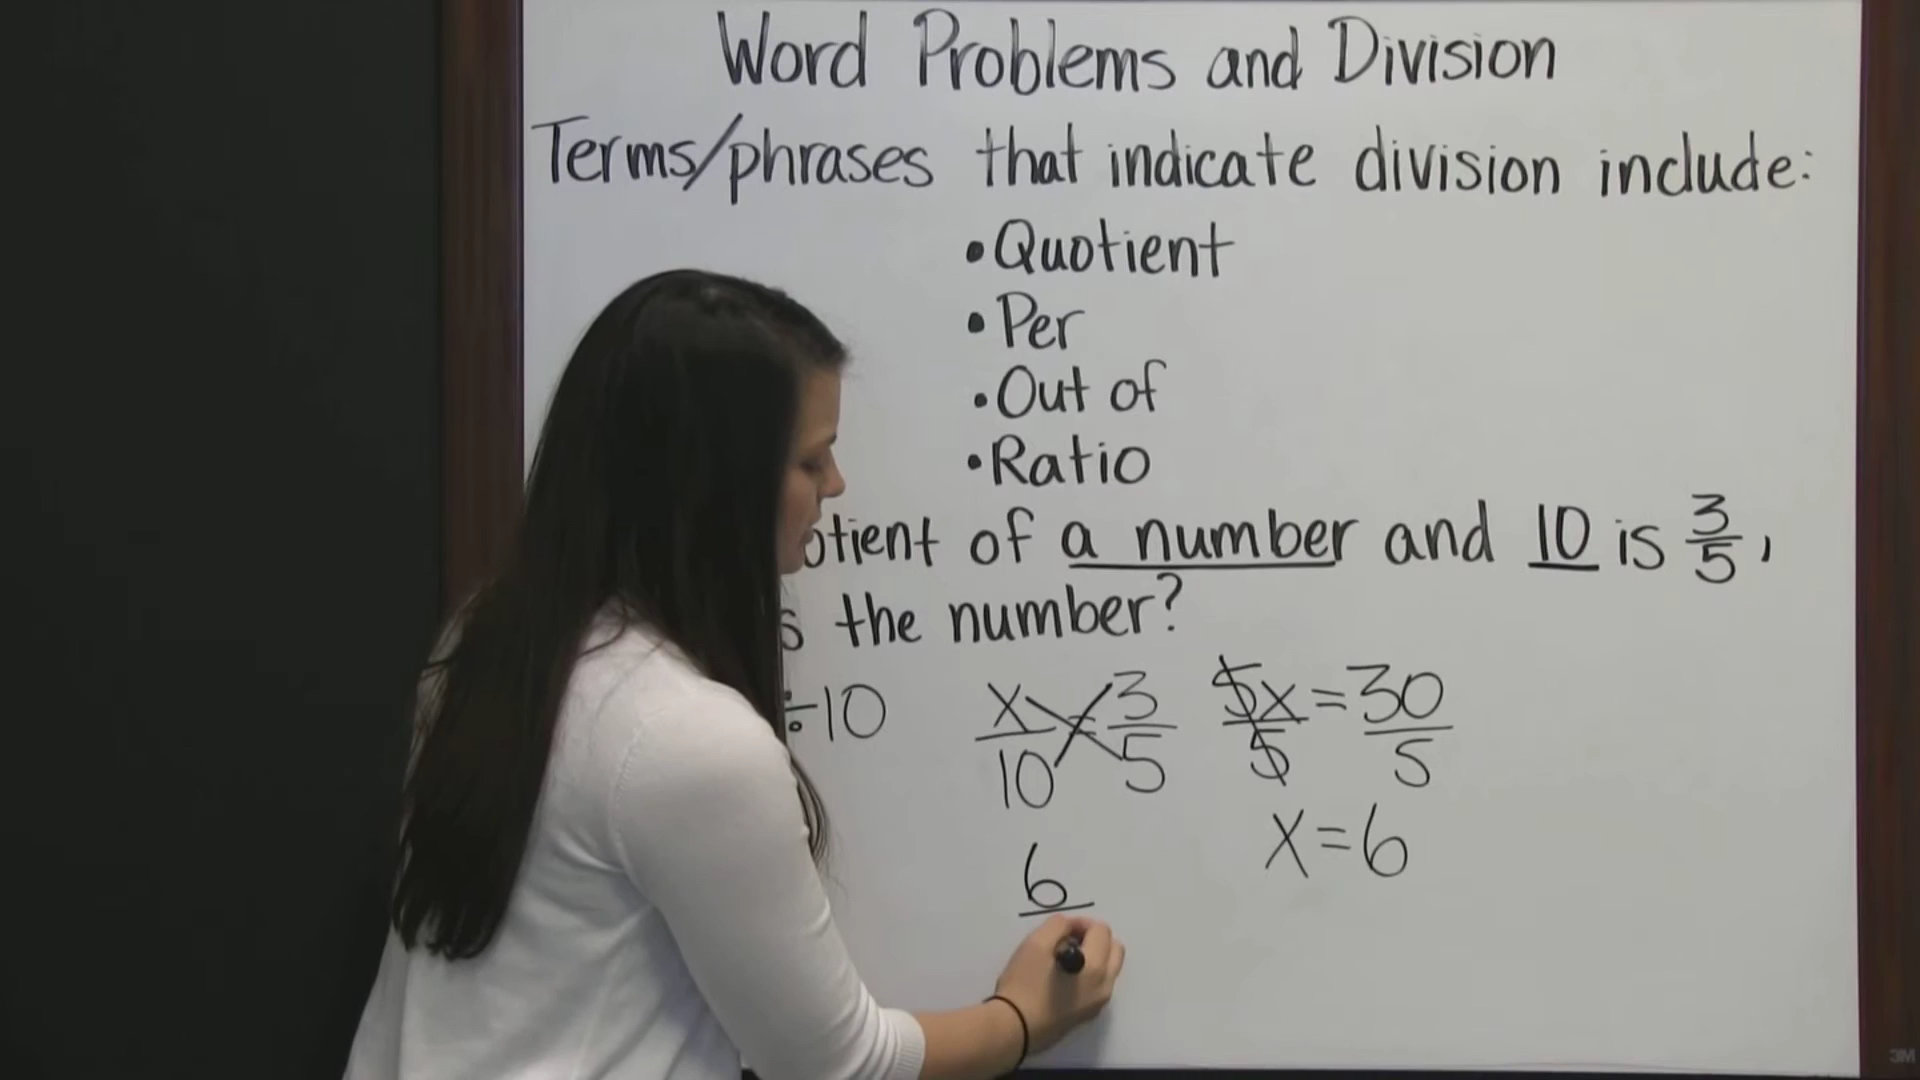 Word Problems and Division
Terms/phrases that indicate division include:
• Quotient
• Per
• Out of
• Ratio
otient of a number and 10 is 3/5,
s the number?
÷10
x/10 = 3/5
5x/5 = 30/5
x=6
6
3M